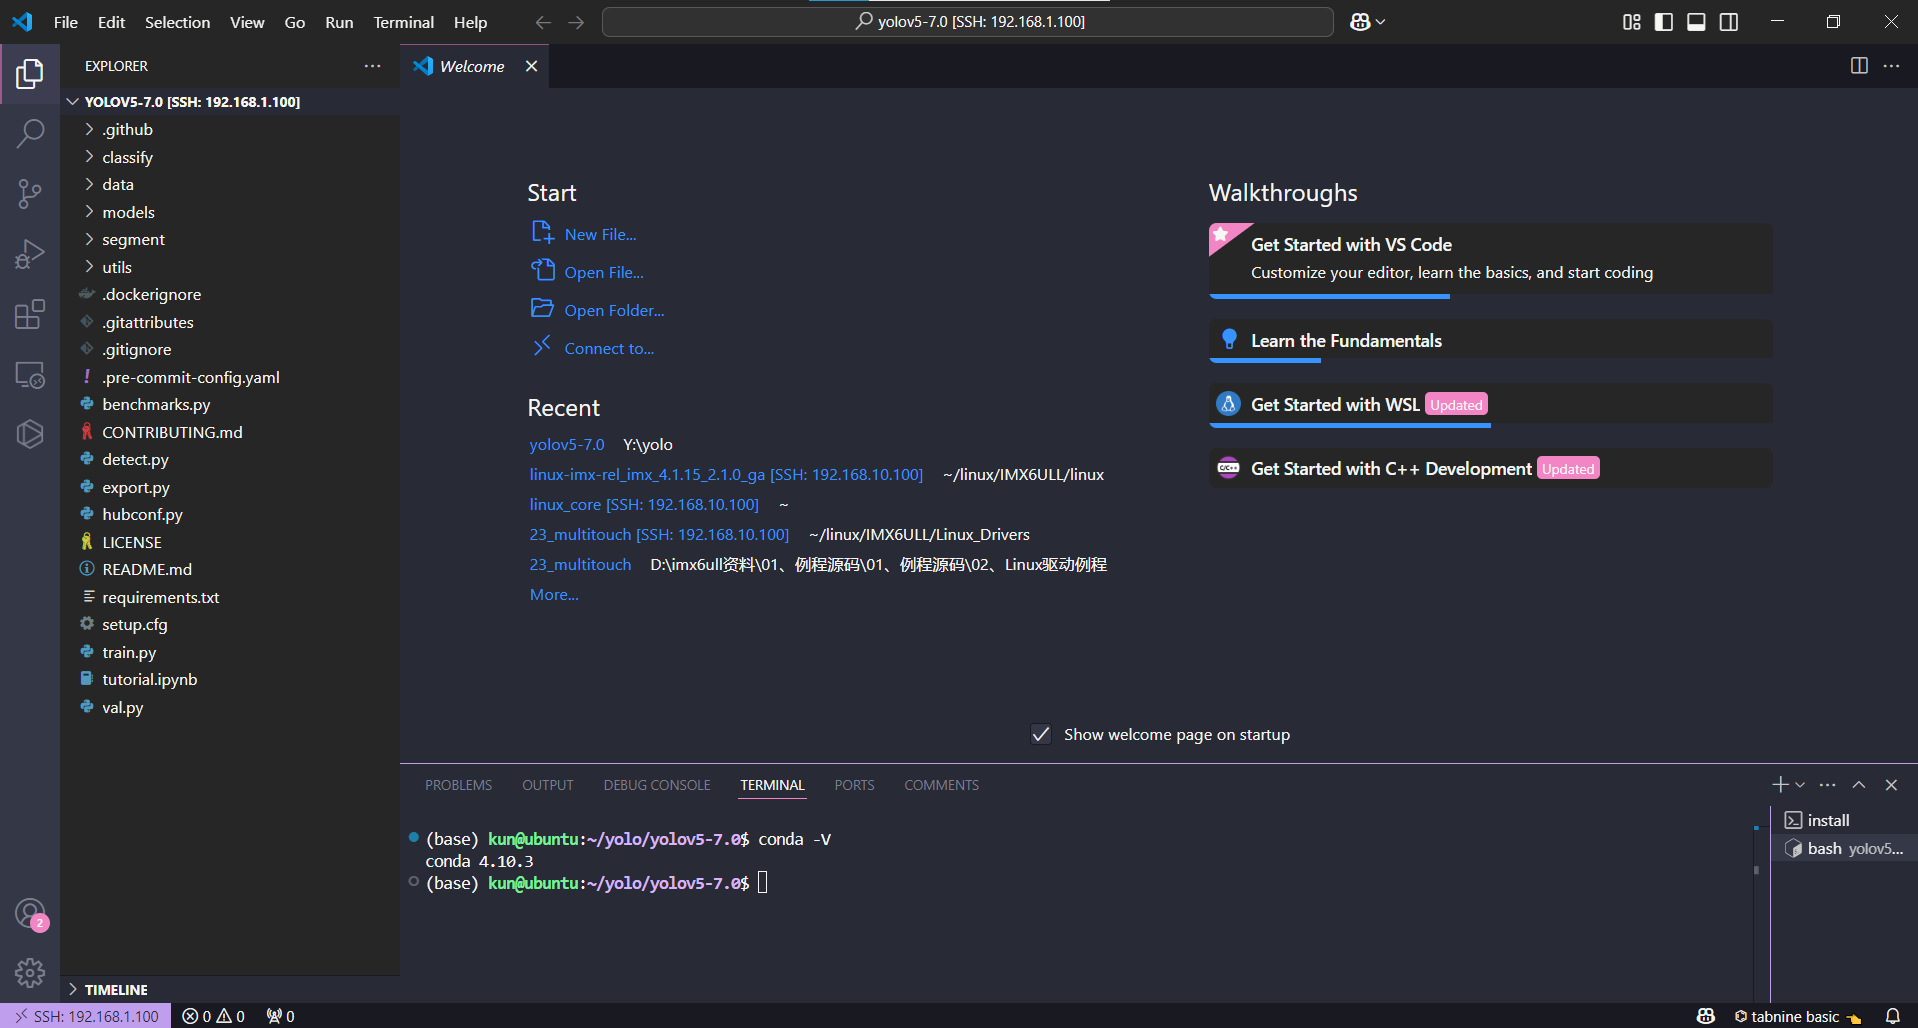 File Edit Selection View Go Run Terminal Help
yolov5-7.0 [SSH: 192.168.1.100]
EXPLORER
YOLOV5-7.0 [SSH: 192.168.1.100]
.github
classify
data
models
segment
utils
.dockerignore
.gitattributes
.gitignore
.pre-commit-config.yaml
benchmarks.py
CONTRIBUTING.md
detect.py
export.py
hubconf.py
LICENSE
README.md
requirements.txt
setup.cfg
train.py
tutorial.ipynb
val.py
TIMELINE
2
Welcome
Start
New File...
Open File...
Open Folder...
Connect to...
Recent
yolov5-7.0 Y:\yolo
linux-imx-rel_imx_4.1.15_2.1.0_ga [SSH: 192.168.10.100] ~/linux/IMX6ULL/linux
linux_core [SSH: 192.168.10.100] ~
23_multitouch [SSH: 192.168.10.100] ~/linux/IMX6ULL/Linux_Drivers
23_multitouch D:\imx6ull资料\01、例程源码\01、例程源码\02、Linux驱动例程
More...
Walkthroughs
Get Started with VS Code
Customize your editor, learn the basics, and start coding
Learn the Fundamentals
Get Started with WSL Updated
C/C++ Get Started with C++ Development Updated
Show welcome page on startup
PROBLEMS OUTPUT DEBUG CONSOLE TERMINAL PORTS COMMENTS
(base) kun@ubuntu:~/yolo/yolov5-7.0$ conda -V
conda 4.10.3
(base) kun@ubuntu:~/yolo/yolov5-7.0$
install
bash yolov5...
SSH: 192.168.1.100 0 0 0 tabnine basic